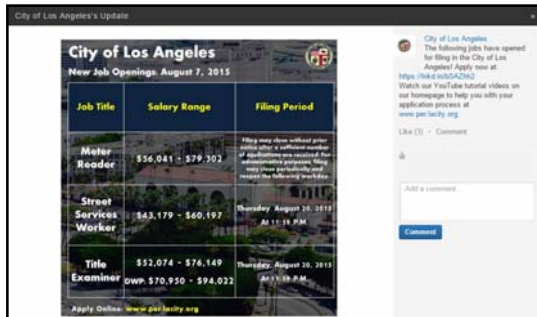 City of Los Angeles's Update
City of Los Angeles
New Job Openings: August 7, 2015
Job Title
Salary Range
Filing Period
Meter
Reader
$56,041 - $79,302
Filing may close without prior
notice after a sufficient number
of applications are received. For
administrative purposes, filing
may close periodically and
reopen the following workday.
Street
Services
Worker
$43,179 - $60,197
Thursday, August 20, 2015
At 11:59 P.M.
Title
Examiner
$52,074 - $76,149
DWP: $70,950 - $94,022
Thursday, August 20, 2015
At 11:59 P.M.
Apply Online: www.per.lacity.org
City of Los Angeles
The following jobs have opened
for filing in the City of Los
Angeles! Apply now at:
Watch our YouTube tutorial videos on
our homepage to help you with your
application process at
www.per.lacity.org
Like (3) · Comment
Add a comment...
Comment